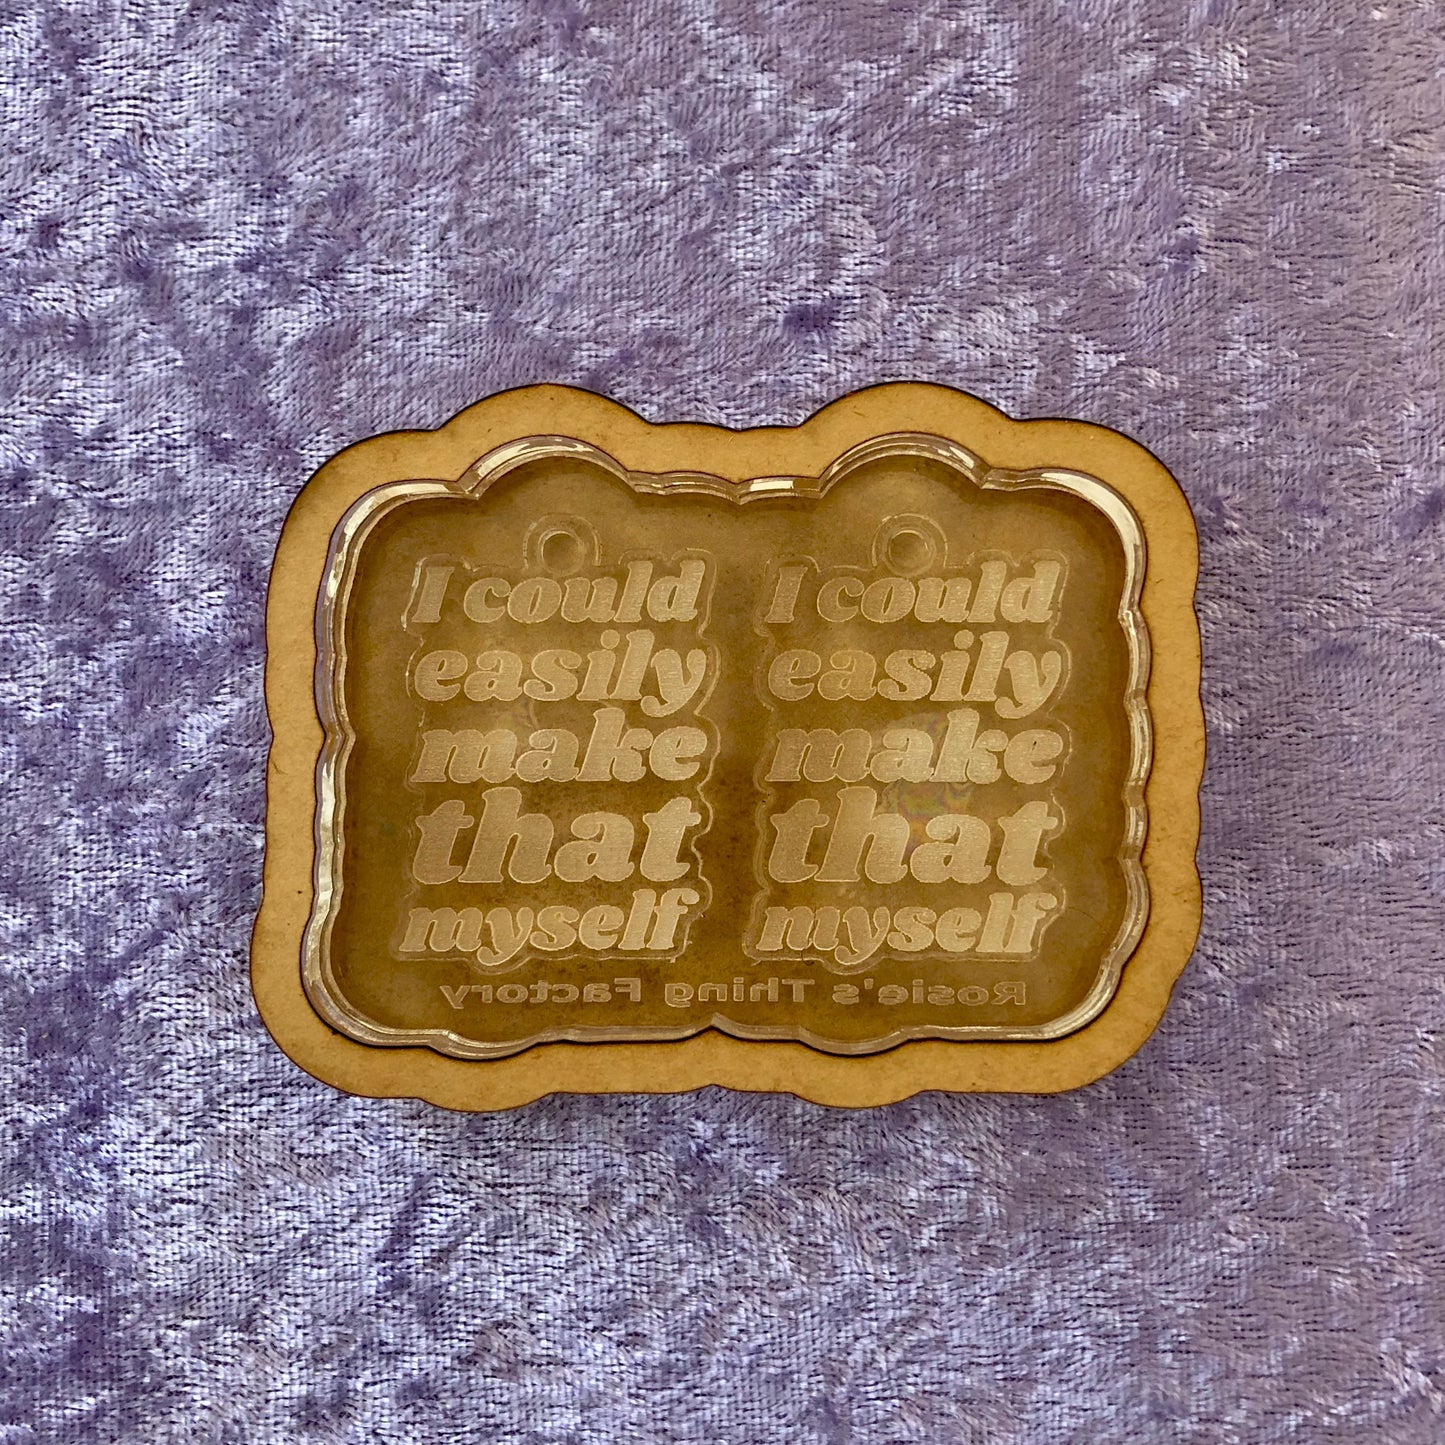 I could
easily
make
that
myself
I could
easily
make
that
myself
Rosie's Thing Factory